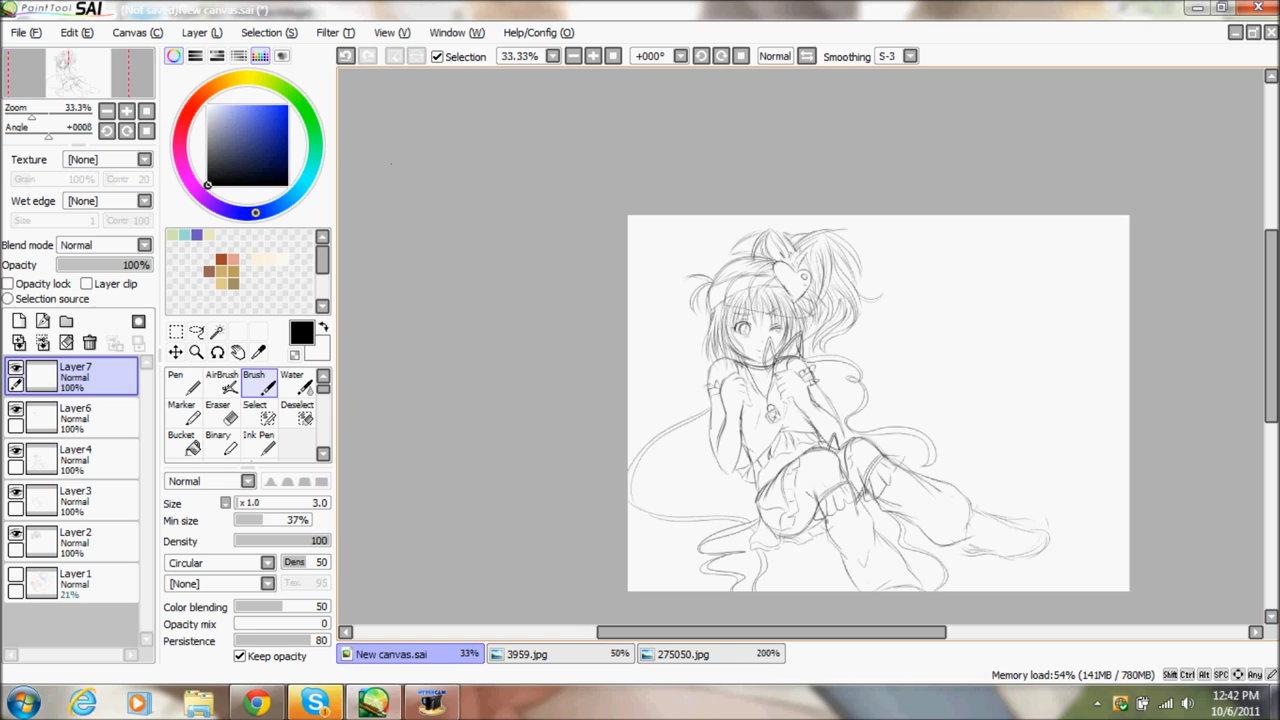 PaintTool SAI (Not saved)New canvas.sai (*)
File (F) Edit (E) Canvas (C) Layer (L) Selection (S) Filter (T) View (V) Window (W) Help/Config (O)
Selection 33.33% +000° Normal Smoothing S-3
Zoom 33.3%
Angle +000
Texture [None]
Grain 100% Contr 20
Wet edge [None]
Size 1 Contr 100
Blend mode Normal
Opacity 100%
Opacity lock Layer clip
Selection source
Layer7
Normal
100%
Layer6
Normal
100%
Layer4
Normal
100%
Layer3
Normal
100%
Layer2
Normal
100%
Layer1
Normal
21%
Pen AirBrush Brush Water
Marker Eraser Select Deselect
Bucket Binary Ink Pen
Normal
Size x 1.0 3.0
Min size 37%
Density 100
Circular Dens 50
[None] Tex. 95
Color blending 50
Opacity mix 0
Persistence 80
Keep opacity
New canvas.sai 33% 3959.jpg 50% 275050.jpg 200%
Memory load:54% (141MB / 780MB) Shift Ctrl Alt SPC Any
HYPERCAM
12:42 PM
10/6/2011